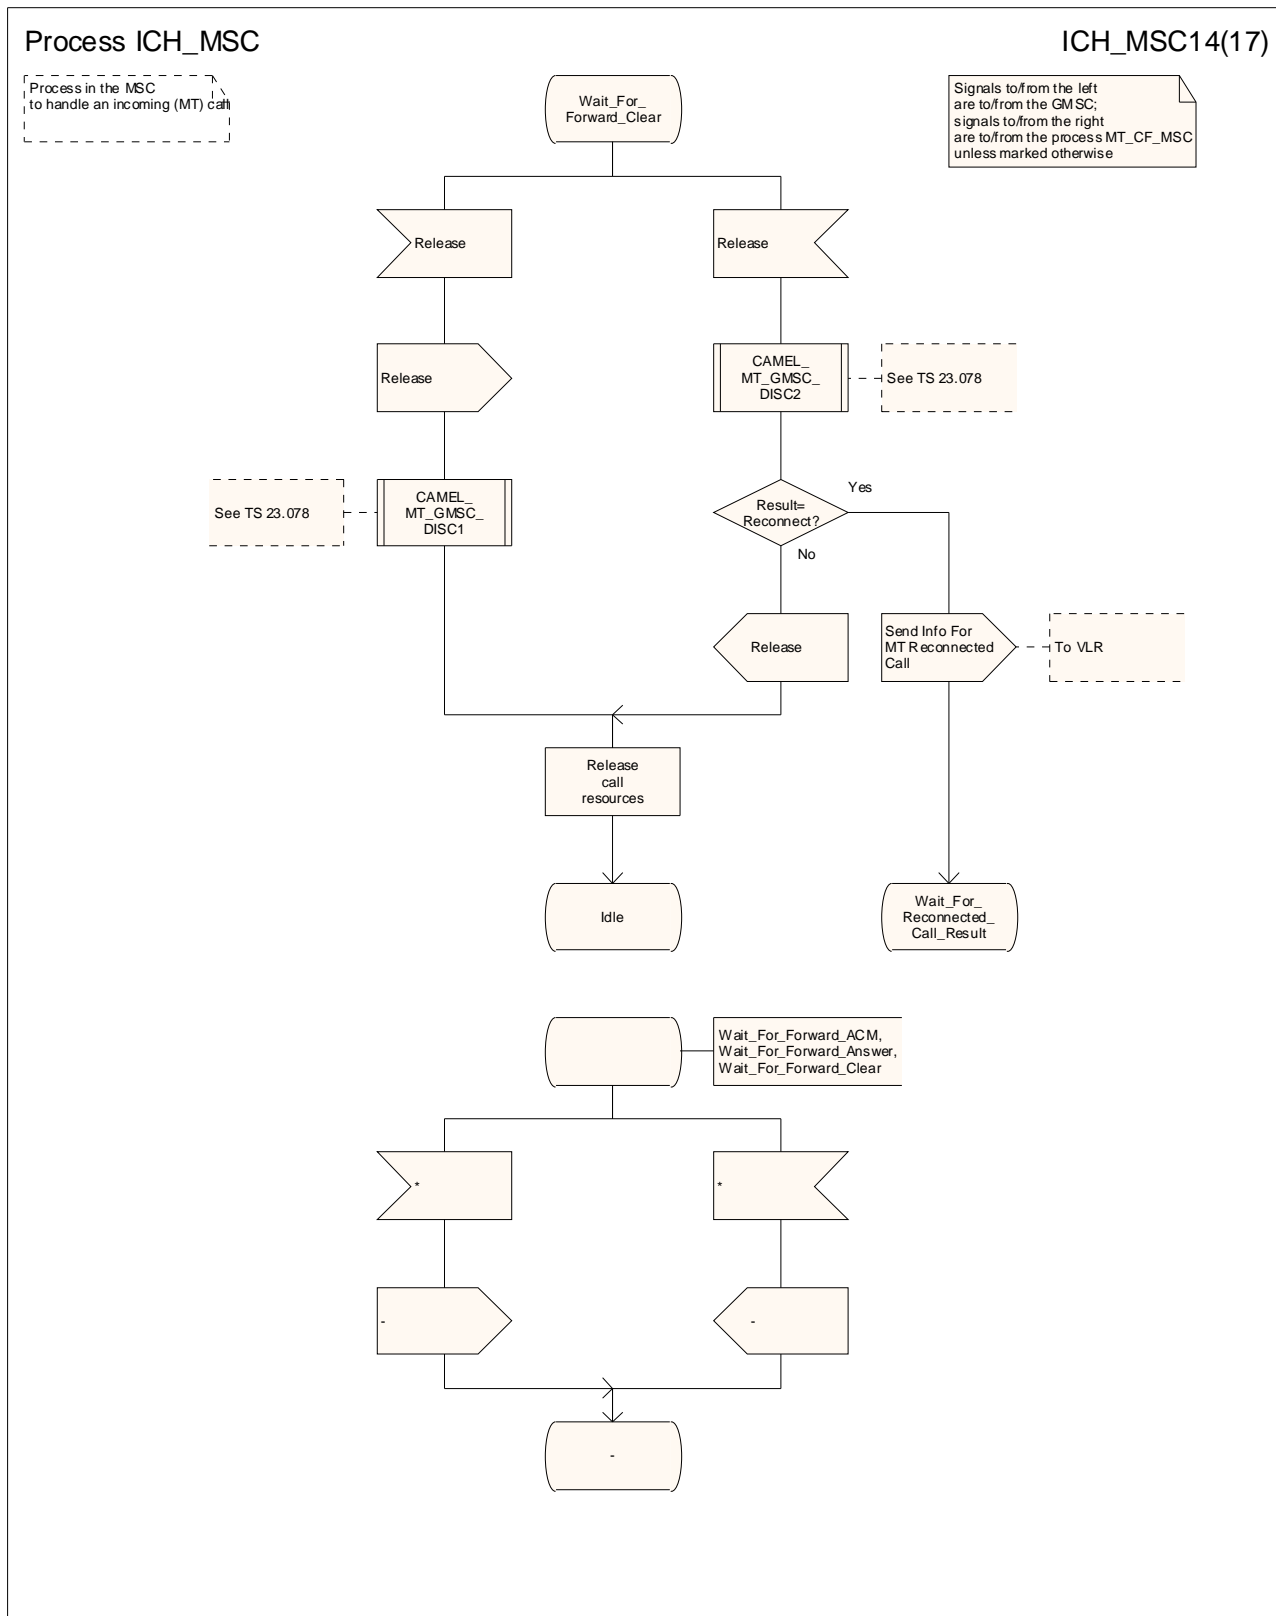 Process ICH_MSC
ICH_MSC14(17)
Process in the MSC
to handle an incoming (MT) call
Signals to/from the left
are to/from the GMSC;
signals to/from the right
are to/from the process MT_CF_MSC
unless marked otherwise
Wait_For_
Forward_Clear
Release
Release
Release
CAMEL_
MT_GMSC_
DISC2
See TS 23.078
See TS 23.078
CAMEL_
MT_GMSC_
DISC1
Result=
Reconnect?
Yes
No
Release
Send Info For
MT Reconnected
Call
To VLR
Release
call
resources
Idle
Wait_For_
Reconnected_
Call_Result
Wait_For_Forward_ACM,
Wait_For_Forward_Answer,
Wait_For_Forward_Clear
*
*
-
-
-